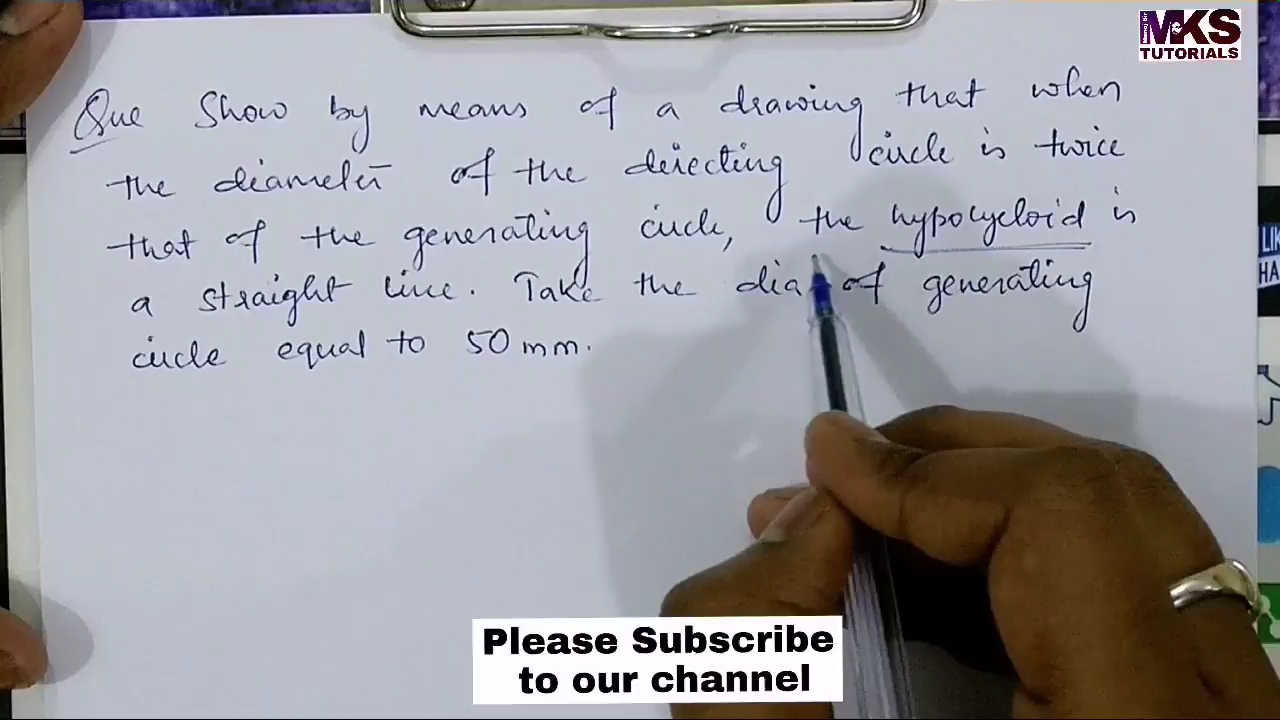 MKS
TUTORIALS
Que Show by means of a drawing that when
the diameter of the directing circle is twice
that of the generating circle, the hypocycloid is
a straight line. Take the dia of generating
circle equal to 50 mm.
LIK
HA
Please Subscribe
to our channel